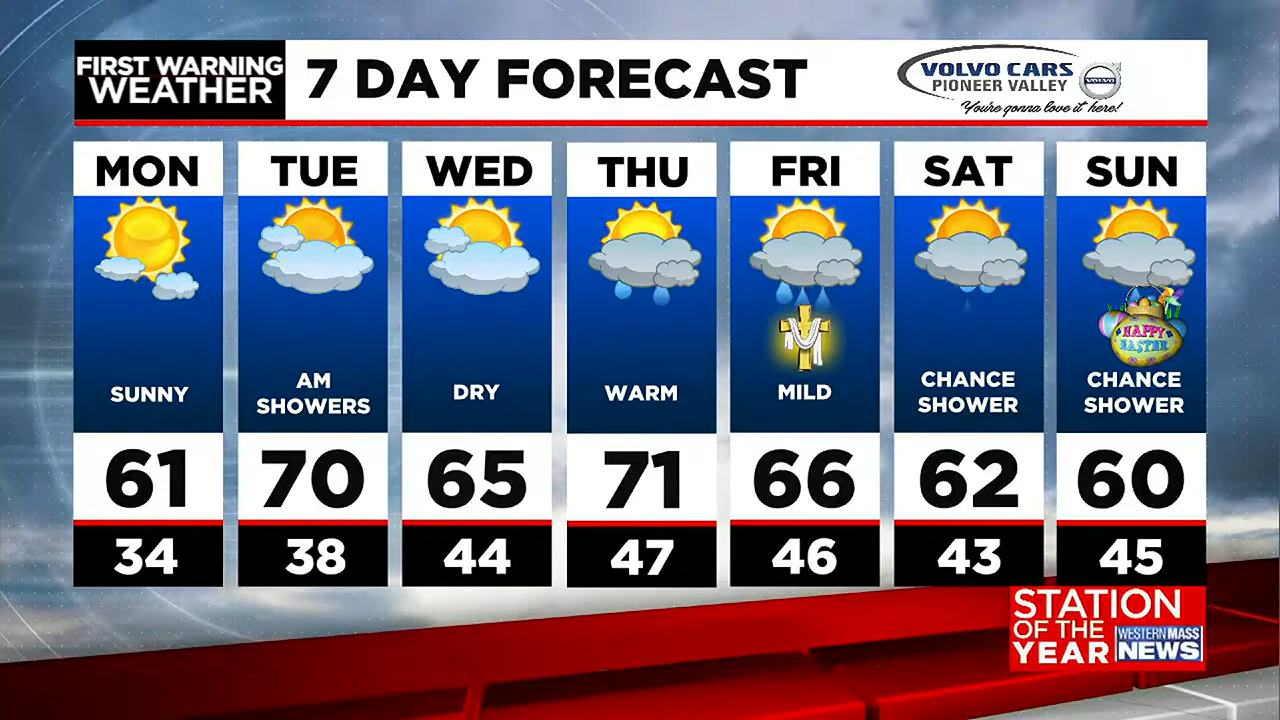 FIRST WARNING
WEATHER
7 DAY FORECAST
VOLVO CARS
PIONEER VALLEY
You're gonna love it here!
VOLVO
MON
TUE
WED
THU
FRI
SAT
SUN
HAPPY
EASTER
SUNNY
AM
SHOWERS
DRY
WARM
MILD
CHANCE
SHOWER
CHANCE
SHOWER
61
70
65
71
66
62
60
34
38
44
47
46
43
45
STATION
OF THE
YEAR
WESTERN MASS
NEWS